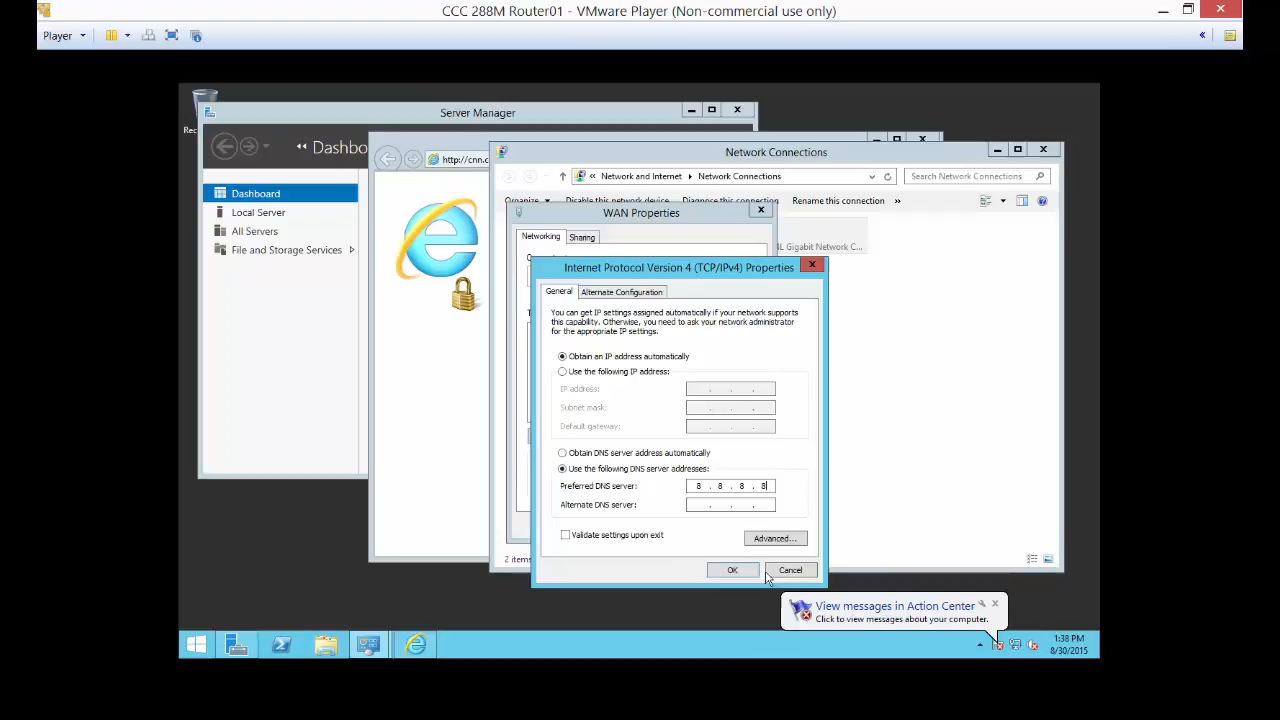 CCC 288M Router01 - VMware Player (Non-commercial use only)
Player
Server Manager
Dashbo
http://cnn.c
Network Connections
Network and Internet
Network Connections
Search Network Connections
Organize
Disable this network device
Diagnose this connection
Rename this connection
»
Dashboard
Local Server
All Servers
File and Storage Services
WAN Properties
Networking
Sharing
Gigabit Network C...
Internet Protocol Version 4 (TCP/IPv4) Properties
General
Alternate Configuration
You can get IP settings assigned automatically if your network supports
this capability. Otherwise, you need to ask your network administrator
for the appropriate IP settings.
Obtain an IP address automatically
Use the following IP address:
IP address:
Subnet mask:
Default gateway:
Obtain DNS server address automatically
Use the following DNS server addresses:
Preferred DNS server: 8 . 8 . 8 . 8
Alternate DNS server: . . .
Validate settings upon exit
Advanced...
OK
Cancel
2 items
View messages in Action Center
Click to view messages about your computer.
1:38 PM
8/30/2015